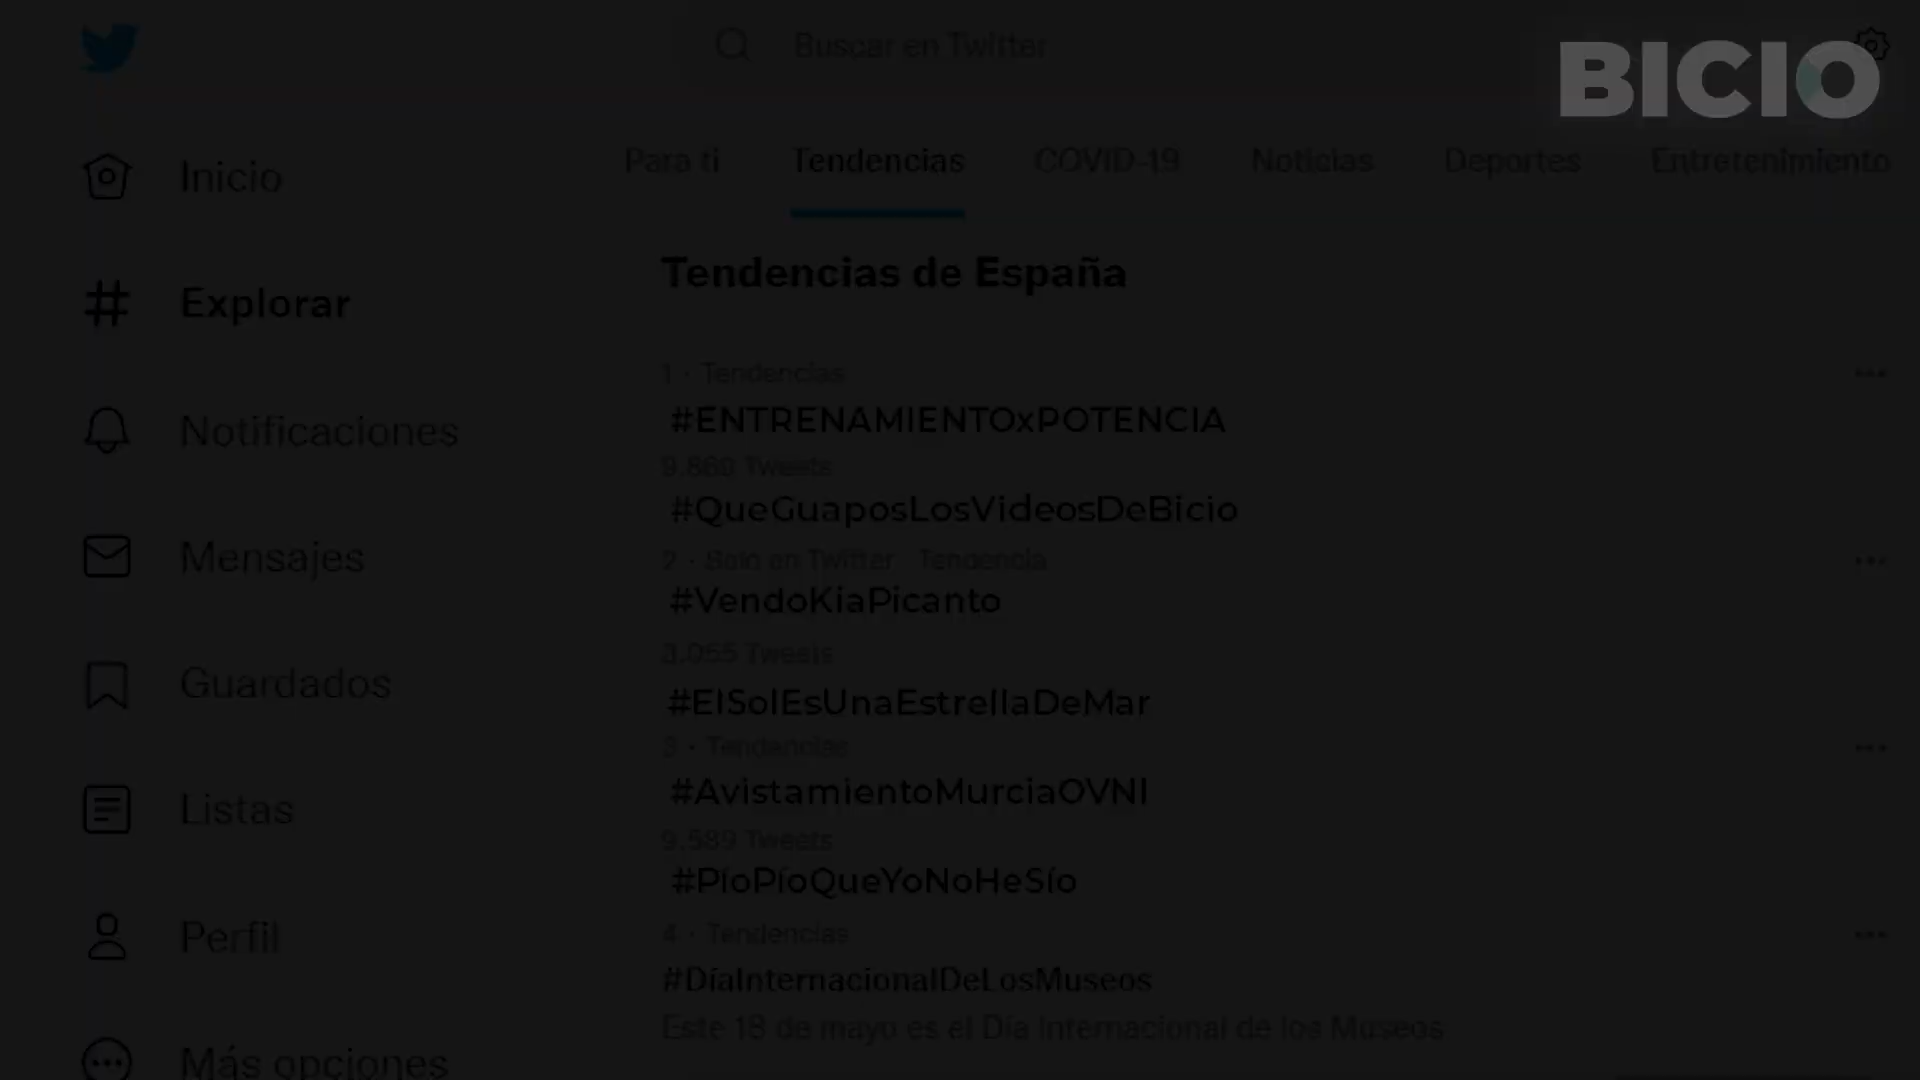 Buscar en Twitter
BICIO
Inicio
Para ti
Tendencias
COVID-19
Noticias
Deportes
Entretenimiento
Tendencias de España
Explorar
1 · Tendencias
#ENTRENAMIENTOxPOTENCIA
Notificaciones
9.860 Tweets
#QueGuaposLosVideosDeBicio
Mensajes
2 · Solo en Twitter · Tendencia
#VendoKiaPicanto
3.055 Tweets
Guardados
#ElSolEsUnaEstrellaDeMar
3 · Tendencias
#AvistamientoMurciaOVNI
Listas
9.589 Tweets
#PíoPíoQueYoNoHeSío
Perfil
4 · Tendencias
#DíaInternacionalDeLosMuseos
Este 18 de mayo es el Día Internacional de los Museos
Más opciones